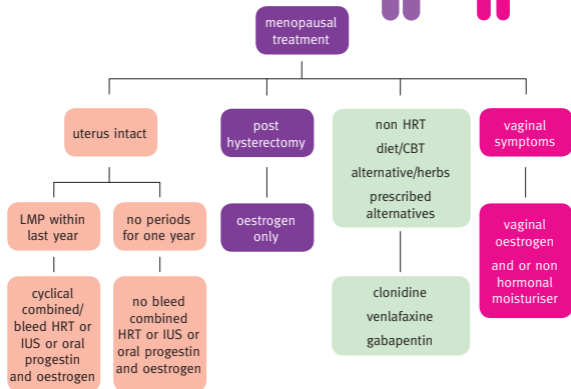 menopausal
treatment
uterus intact
post
hysterectomy
non HRT
diet/CBT
alternative/herbs
prescribed
alternatives
vaginal
symptoms
LMP within
last year
no periods
for one year
oestrogen
only
vaginal
oestrogen
and or non
hormonal
moisturiser
cyclical
combined/
bleed HRT or
IUS or oral
progestin
and oestrogen
no bleed
combined
HRT or IUS or
oral progestin
and oestrogen
clonidine
venlafaxine
gabapentin